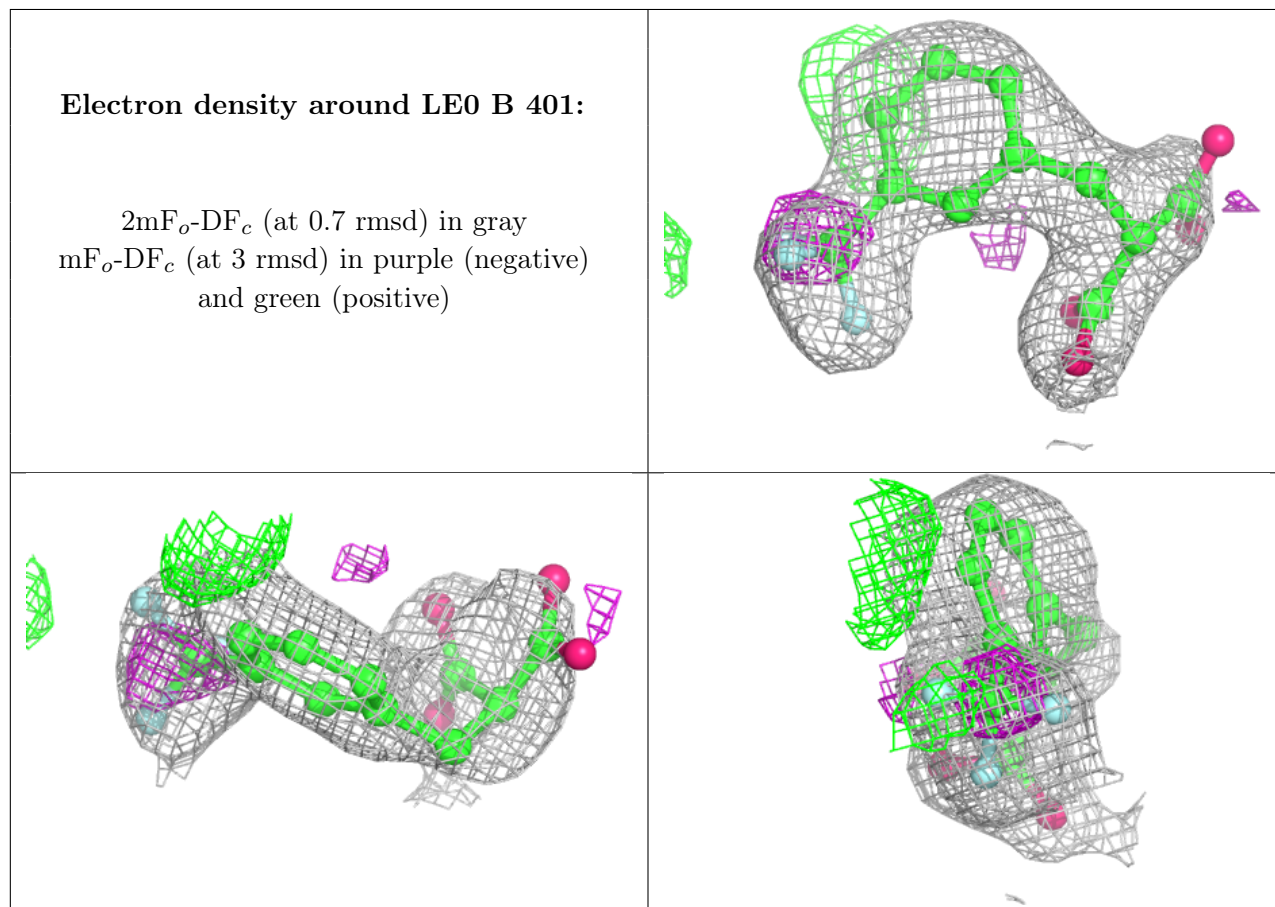 Electron density around LE0 B 401:
2mFo-DFc (at 0.7 rmsd) in gray
mFo-DFc (at 3 rmsd) in purple (negative)
and green (positive)